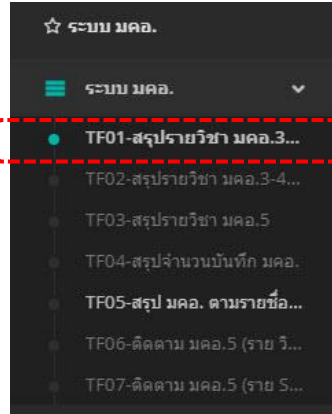 ระบบ มคอ.
ระบบ มคอ.
TF01-สรุปรายวิชา มคอ.3...
TF02-สรุปรายวิชา มคอ.3-4...
TF03-สรุปรายวิชา มคอ.5
TF04-สรุปจำนวนบันทึก มคอ.
TF05-สรุป มคอ. ตามรายชื่อ...
TF06-ติดตาม มคอ.5 (ราย วิ...
TF07-ติดตาม มคอ.5 (ราย S...